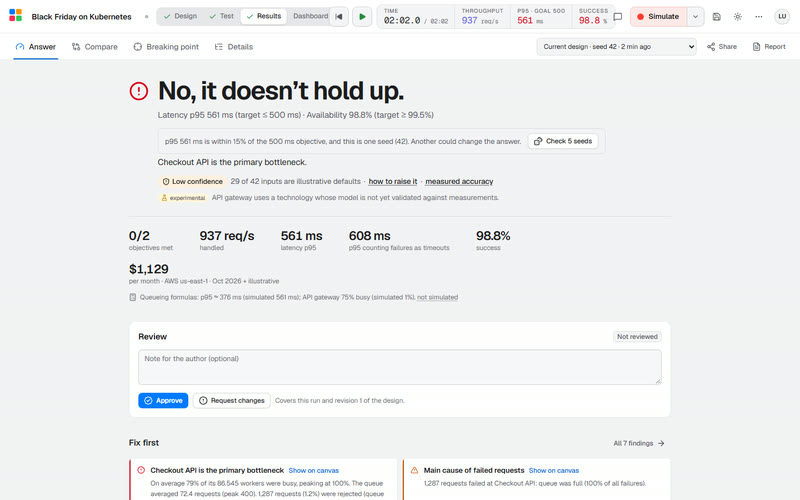 Black Friday on Kubernetes
Design
Test
Results
Dashboard
TIME
02:02.0 / 02:02
THROUGHPUT
937 req/s
P95 · GOAL 500
561 ms
SUCCESS
98.8 %
Simulate
LU
Answer
Compare
Breaking point
Details
Current design · seed 42 · 2 min ago
Share
Report
No, it doesn't hold up.
Latency p95 561 ms (target ≤ 500 ms) · Availability 98.8% (target ≥ 99.5%)
p95 561 ms is within 15% of the 500 ms objective, and this is one seed (42). Another could change the answer.
Check 5 seeds
Checkout API is the primary bottleneck.
Low confidence
29 of 42 inputs are illustrative defaults · how to raise it · measured accuracy
experimental
API gateway uses a technology whose model is not yet validated against measurements.
0/2
objectives met
937 req/s
handled
561 ms
latency p95
608 ms
p95 counting failures as timeouts
98.8%
success
$1,129
per month · AWS us-east-1 · Oct 2026 + illustrative
Queueing formulas: p95 ≈ 376 ms (simulated 561 ms); API gateway 75% busy (simulated 1%). not simulated
Review
Not reviewed
Note for the author (optional)
Approve
Request changes
Covers this run and revision 1 of the design.
Fix first
All 7 findings
Checkout API is the primary bottleneck
Show on canvas
On average 79% of its 86,545 workers were busy, peaking at 100%. The queue
averaged 72.4 requests (peak 400). 1,287 requests (1.2%) were rejected (queue
Main cause of failed requests
Show on canvas
1,287 requests failed at Checkout API: queue was full (100% of all failures).